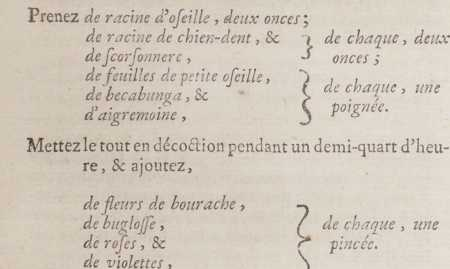 Prenez de racine d'oſeille, deux onces;
de racine de chien-dent, & } de chaque, deux
de ſcorſonnere, onces;
de feuilles de petite oſeille,
de becabunga, & } de chaque, une
d'aigremoine, poignée.
Mettez le tout en décoction pendant un demi-quart d'heu-
re, & ajoutez,
de fleurs de bourache,
de bugloſſe, } de chaque, une
de roſes, & pincée.
de violettes,